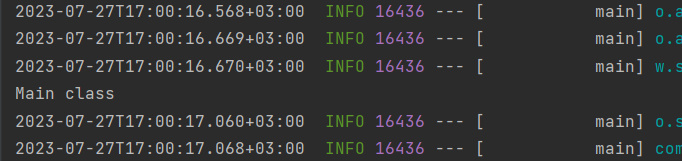 2023-07-27T17:00:16.568+03:00  INFO 16436 --- [           main] o.a
2023-07-27T17:00:16.669+03:00  INFO 16436 --- [           main] o.a
2023-07-27T17:00:16.670+03:00  INFO 16436 --- [           main] w.s
Main class
2023-07-27T17:00:17.060+03:00  INFO 16436 --- [           main] o.s
2023-07-27T17:00:17.068+03:00  INFO 16436 --- [           main] com